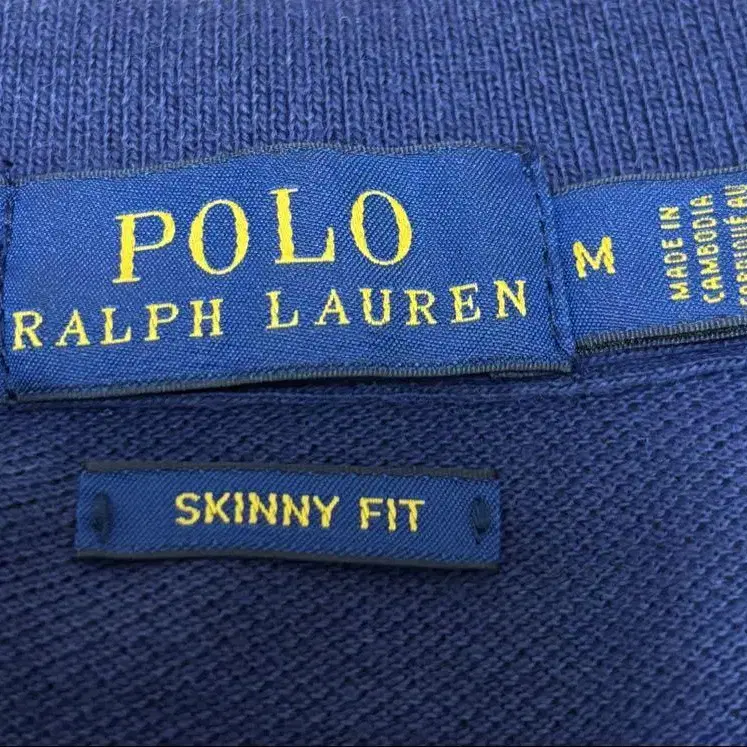 POLO
RALPH LAUREN
M
MADE IN
CAMBODIA
SKINNY FIT